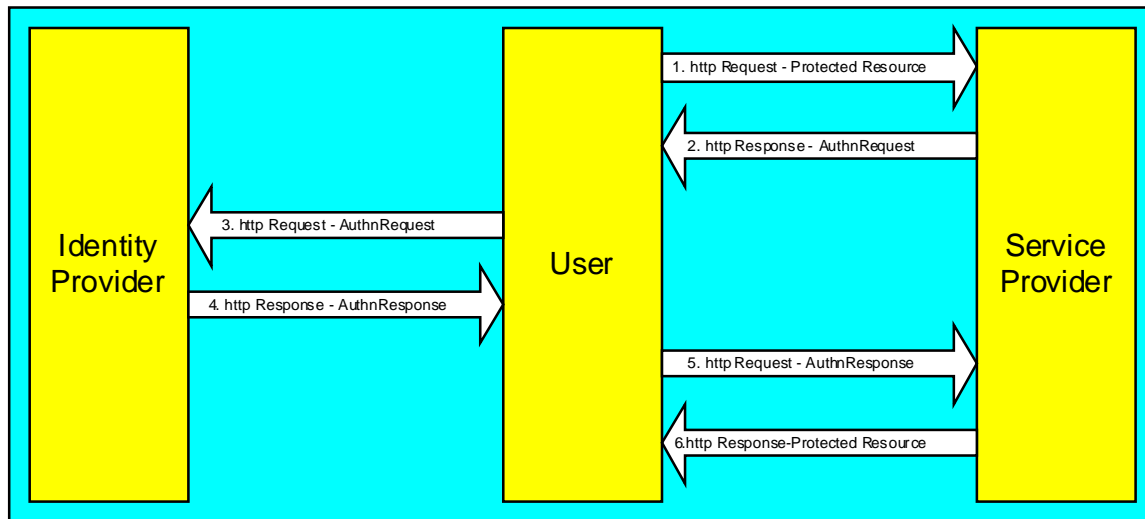 1. http Request - Protected Resource
2. http Response - AuthnRequest
3. http Request - AuthnRequest
Identity
Provider
User
Service
Provider
4. http Response - AuthnResponse
5. http Request - AuthnResponse
6.http Response-Protected Resource